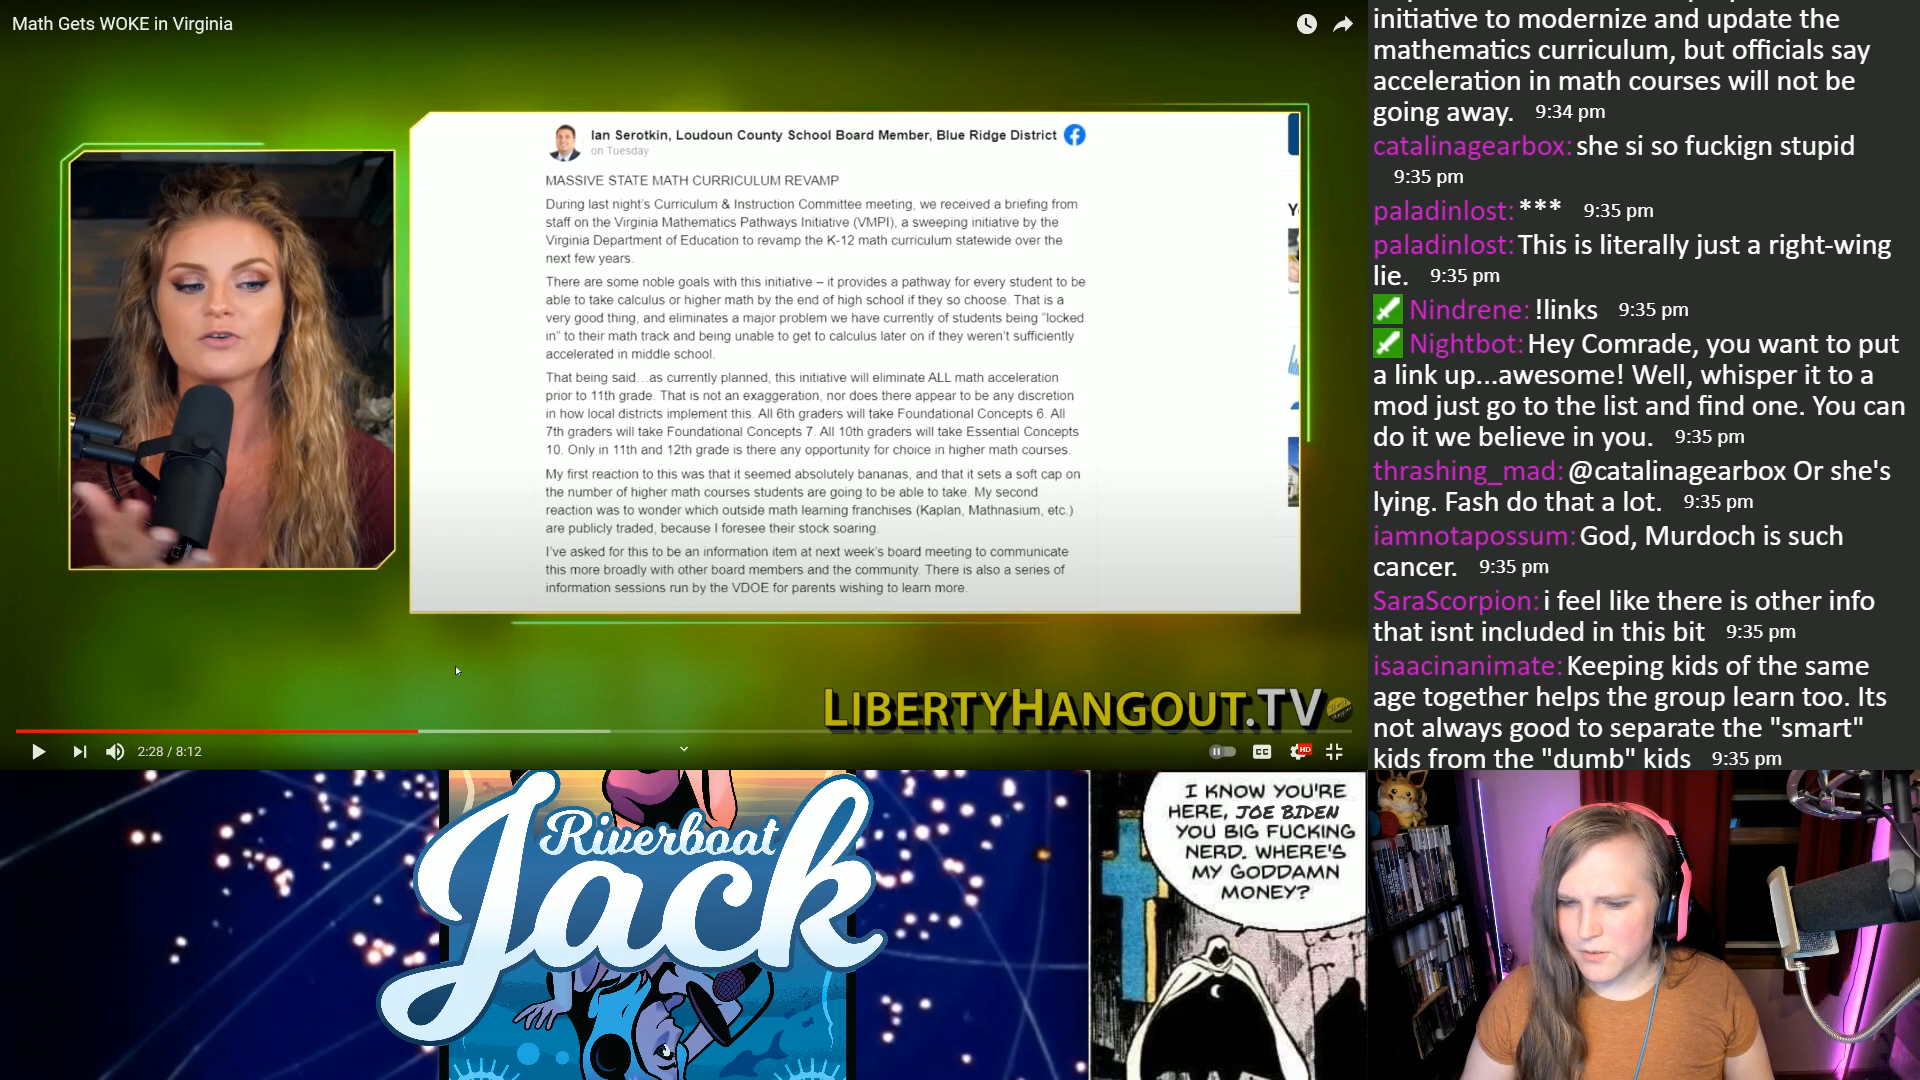 Math Gets WOKE in Virginia
Ian Serotkin, Loudoun County School Board Member, Blue Ridge District
on Tuesday
MASSIVE STATE MATH CURRICULUM REVAMP
During last night's Curriculum & Instruction Committee meeting, we received a briefing from
staff on the Virginia Mathematics Pathways Initiative (VMPI), a sweeping initiative by the
Virginia Department of Education to revamp the K-12 math curriculum statewide over the
next few years.
There are some noble goals with this initiative – it provides a pathway for every student to be
able to take calculus or higher math by the end of high school if they so choose. That is a
very good thing, and eliminates a major problem we have currently of students being "locked
in" to their math track and being unable to get to calculus later on if they weren't sufficiently
accelerated in middle school.
That being said...as currently planned, this initiative will eliminate ALL math acceleration
prior to 11th grade. That is not an exaggeration, nor does there appear to be any discretion
in how local districts implement this. All 6th graders will take Foundational Concepts 6. All
7th graders will take Foundational Concepts 7. All 10th graders will take Essential Concepts
10. Only in 11th and 12th grade is there any opportunity for choice in higher math courses.
My first reaction to this was that it seemed absolutely bananas, and that it sets a soft cap on
the number of higher math courses students are going to be able to take. My second
reaction was to wonder which outside math learning franchises (Kaplan, Mathnasium, etc.)
are publicly traded, because I foresee their stock soaring.
I've asked for this to be an information item at next week's board meeting to communicate
this more broadly with other board members and the community. There is also a series of
information sessions run by the VDOE for parents wishing to learn more.
LIBERTYHANGOUT.TV
2:28 / 8:12
CC
HD
initiative to modernize and update the
mathematics curriculum, but officials say
acceleration in math courses will not be
going away. 9:34 pm
catalinagearbox: she si so fuckign stupid
9:35 pm
paladinlost: *** 9:35 pm
paladinlost: This is literally just a right-wing
lie. 9:35 pm
Nindrene: !links 9:35 pm
Nightbot: Hey Comrade, you want to put
a link up...awesome! Well, whisper it to a
mod just go to the list and find one. You can
do it we believe in you. 9:35 pm
thrashing_mad: @catalinagearbox Or she's
lying. Fash do that a lot. 9:35 pm
iamnotapossum: God, Murdoch is such
cancer. 9:35 pm
SaraScorpion: i feel like there is other info
that isnt included in this bit 9:35 pm
isaacinanimate: Keeping kids of the same
age together helps the group learn too. Its
not always good to separate the "smart"
kids from the "dumb" kids 9:35 pm
Riverboat
Jack
I KNOW YOU'RE
HERE, JOE BIDEN
YOU BIG FUCKING
NERD. WHERE'S
MY GODDAMN
MONEY?